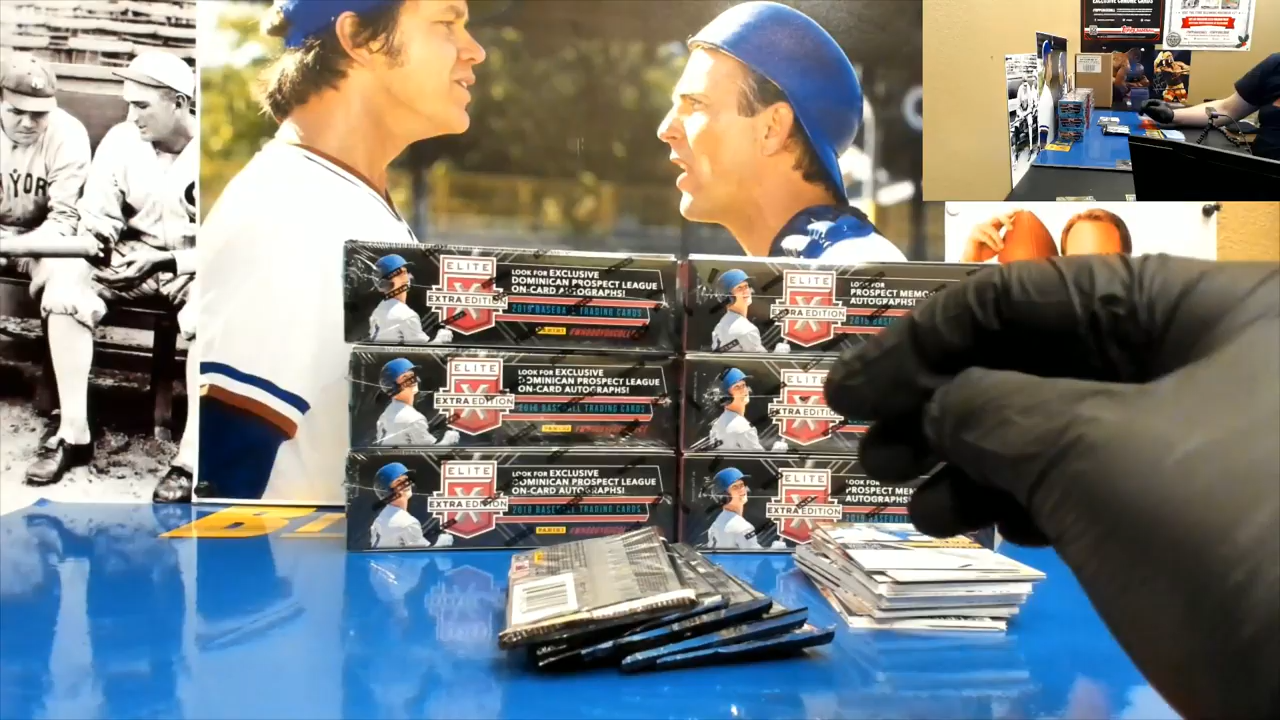 YOR
ELITE
EXTRA EDITION
LOOK FOR EXCLUSIVE
DOMINICAN PROSPECT LEAGUE
ON-CARD AUTOGRAPHS!
2018 BASEBALL TRADING CARDS
PANINI
ELITE
EXTRA EDITION
LOOK FOR
PROSPECT MEMO
AUTOGRAPHS!
ELITE
EXTRA EDITION
LOOK FOR EXCLUSIVE
DOMINICAN PROSPECT LEAGUE
ON-CARD AUTOGRAPHS!
2018 BASEBALL TRADING CARDS
PANINI
ELITE
EXTRA EDITION
ELITE
EXTRA EDITION
LOOK FOR EXCLUSIVE
DOMINICAN PROSPECT LEAGUE
ON-CARD AUTOGRAPHS!
2018 BASEBALL TRADING CARDS
PANINI
ELITE
EXTRA EDITION
LOOK FOR
PROSPECT MEM
AUTOGRAPHS
2018 BASEBALL